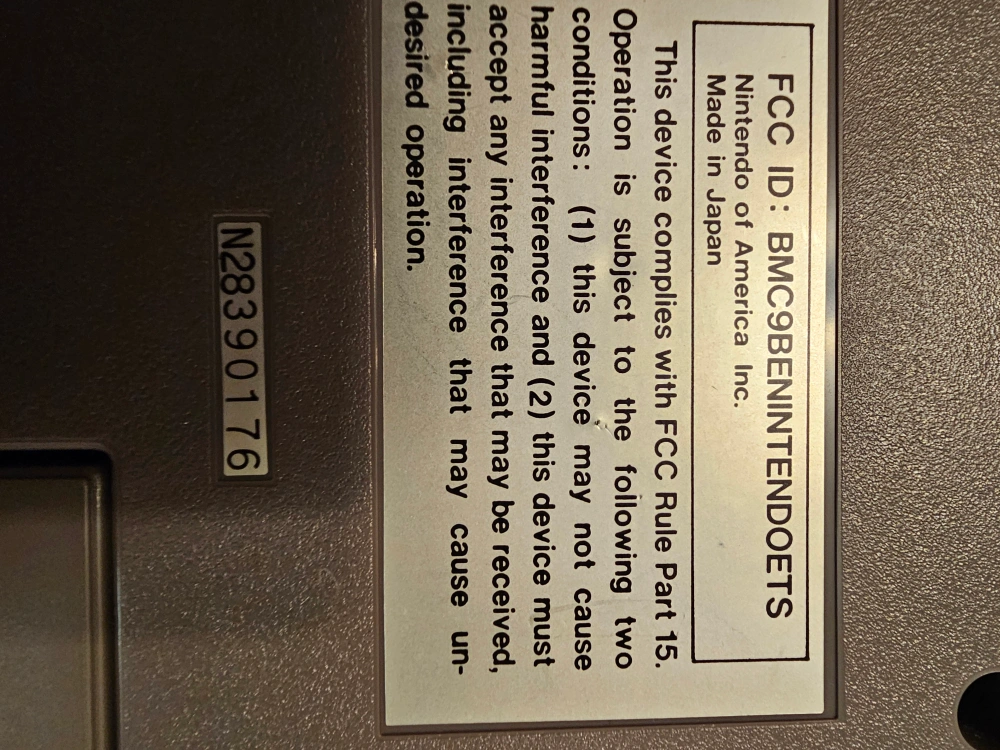 FCC ID: BMC9BENINTENDOETS
Nintendo of America Inc.
Made in Japan
This device complies with FCC Rule Part 15.
Operation is subject to the following two
conditions: (1) this device may not cause
harmful interference and (2) this device must
accept any interference that may be received,
including interference that may cause un-
desired operation.
N28390176